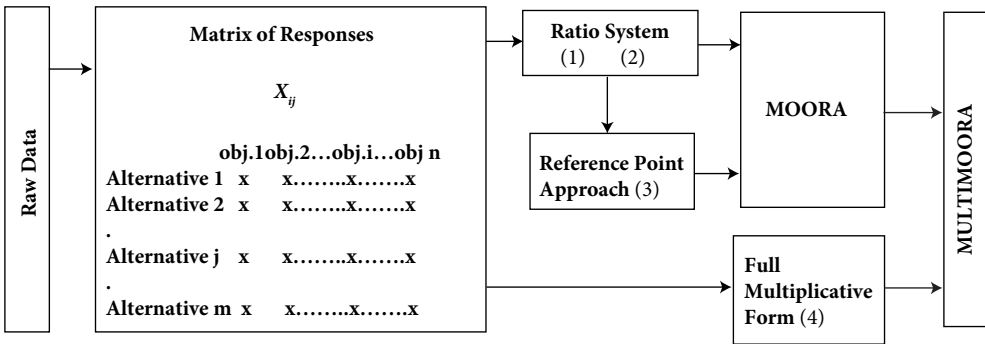 Raw Data
Matrix of Responses
Xij
obj.1obj.2…obj.i…obj n
Alternative 1 x x……..x…….x
Alternative 2 x x……..x…….x
.
Alternative j x x……..x…….x
.
Alternative m x x……..x…….x
Ratio System
(1) (2)
Reference Point
Approach (3)
MOORA
Full
Multiplicative
Form (4)
MULTIMOORA